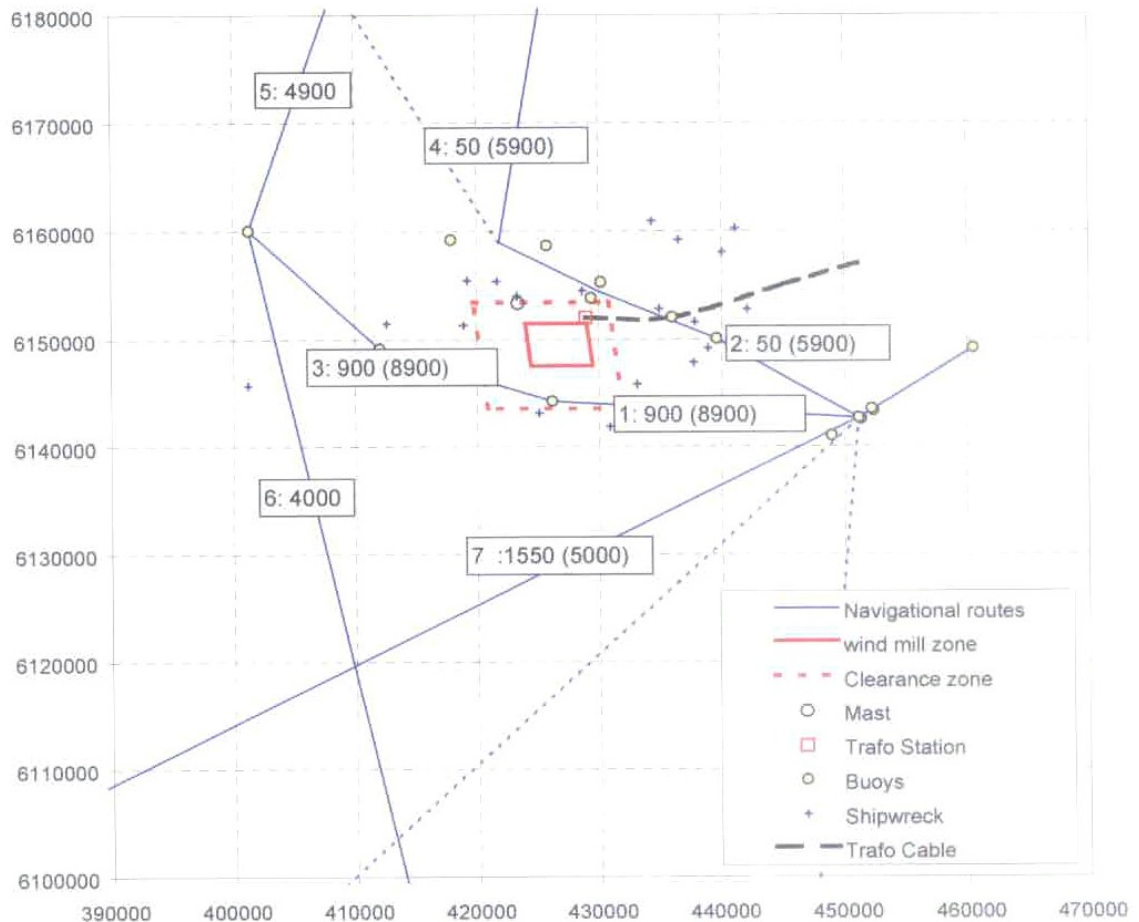 6180000
5: 4900
6170000
4: 50 (5900)
6160000
6150000
2: 50 (5900)
3: 900 (8900)
1: 900 (8900)
6140000
6: 4000
6130000
7 :1550 (5000)
6120000
6110000
6100000
Navigational routes
wind mill zone
Clearance zone
Mast
Trafo Station
Buoys
Shipwreck
Trafo Cable
390000 400000 410000 420000 430000 440000 450000 460000 470000